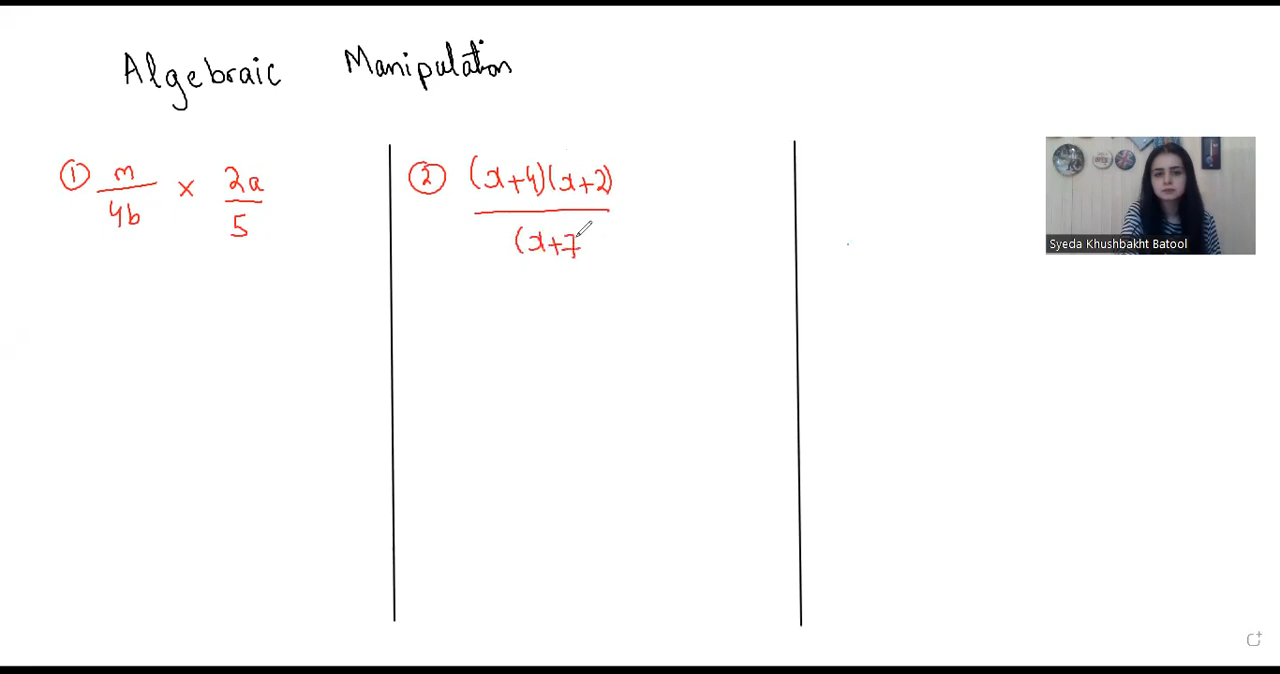 Algebraic Manipulation
① m/4b × 2a/5
② (x+4)(x+2)/(x+7
Syeda Khushbakht Batool